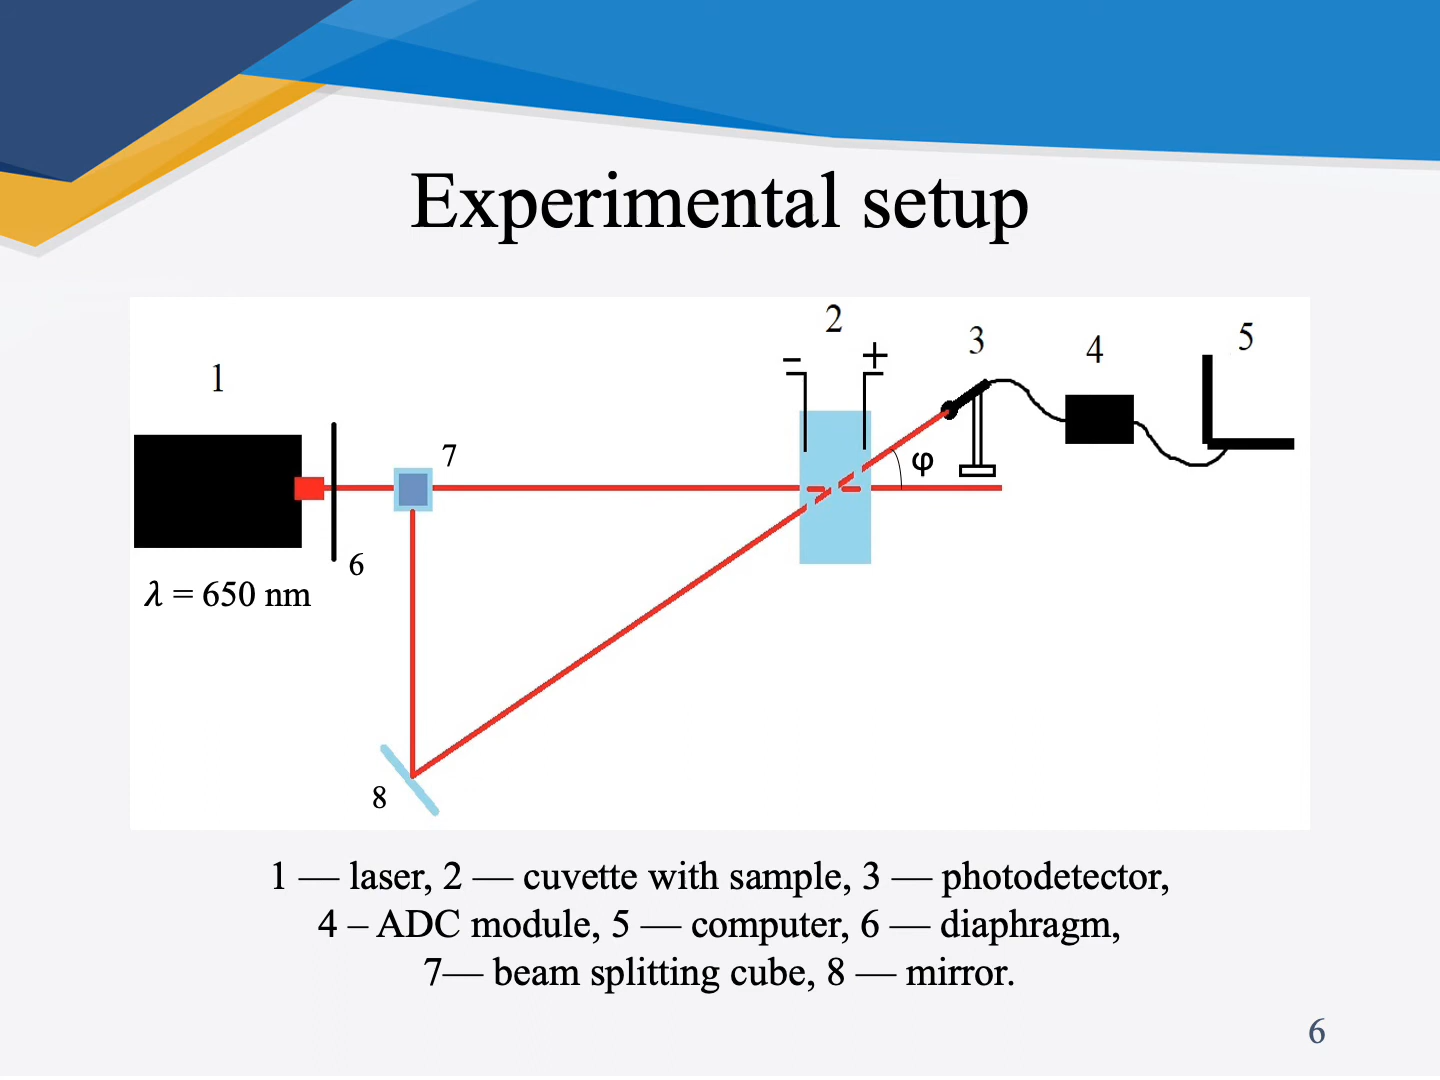 Experimental setup
2
3
4
5
1
− +
7
φ
6
λ = 650 nm
8
1 — laser, 2 — cuvette with sample, 3 — photodetector,
4 – ADC module, 5 — computer, 6 — diaphragm,
7— beam splitting cube, 8 — mirror.
6